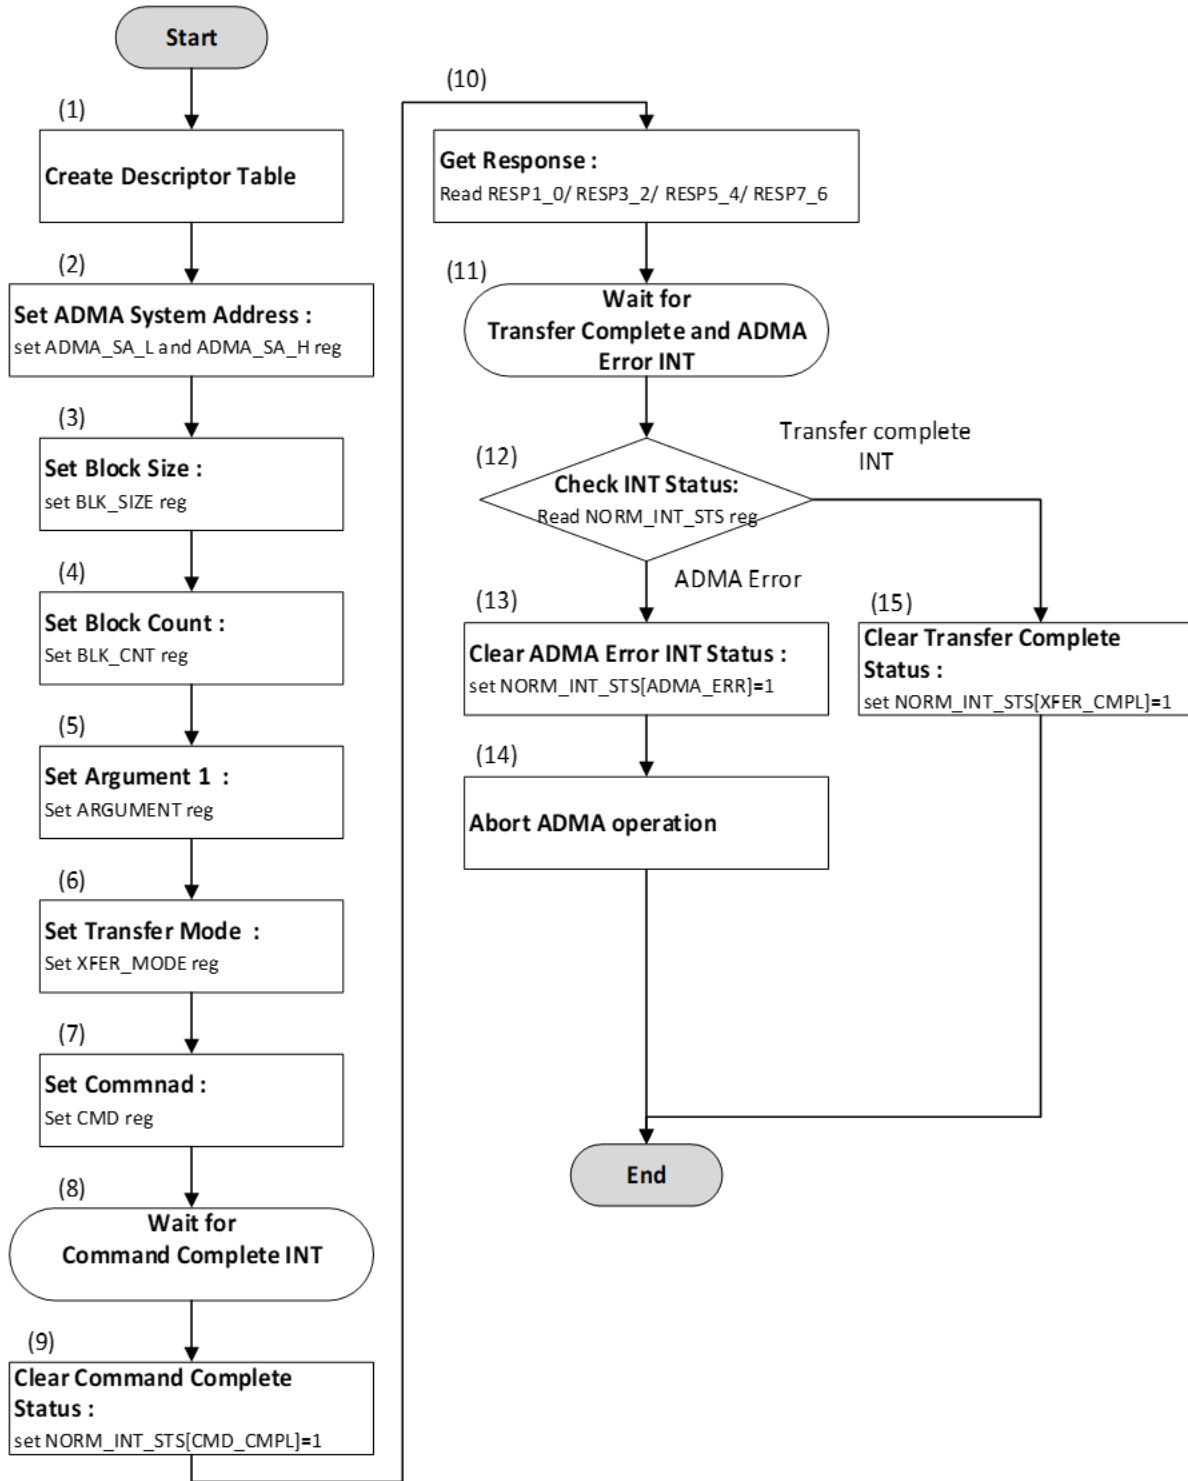 Start
(1)
Create Descriptor Table
(2)
Set ADMA System Address :
set ADMA_SA_L and ADMA_SA_H reg
(3)
Set Block Size :
set BLK_SIZE reg
(4)
Set Block Count :
Set BLK_CNT reg
(5)
Set Argument 1 :
Set ARGUMENT reg
(6)
Set Transfer Mode :
Set XFER_MODE reg
(7)
Set Commnad :
Set CMD reg
(8)
Wait for
Command Complete INT
(9)
Clear Command Complete
Status :
set NORM_INT_STS[CMD_CMPL]=1
(10)
Get Response :
Read RESP1_0/ RESP3_2/ RESP5_4/ RESP7_6
(11)
Wait for
Transfer Complete and ADMA
Error INT
(12)
Check INT Status:
Read NORM_INT_STS reg
Transfer complete
INT
ADMA Error
(13)
Clear ADMA Error INT Status :
set NORM_INT_STS[ADMA_ERR]=1
(14)
Abort ADMA operation
(15)
Clear Transfer Complete
Status :
set NORM_INT_STS[XFER_CMPL]=1
End